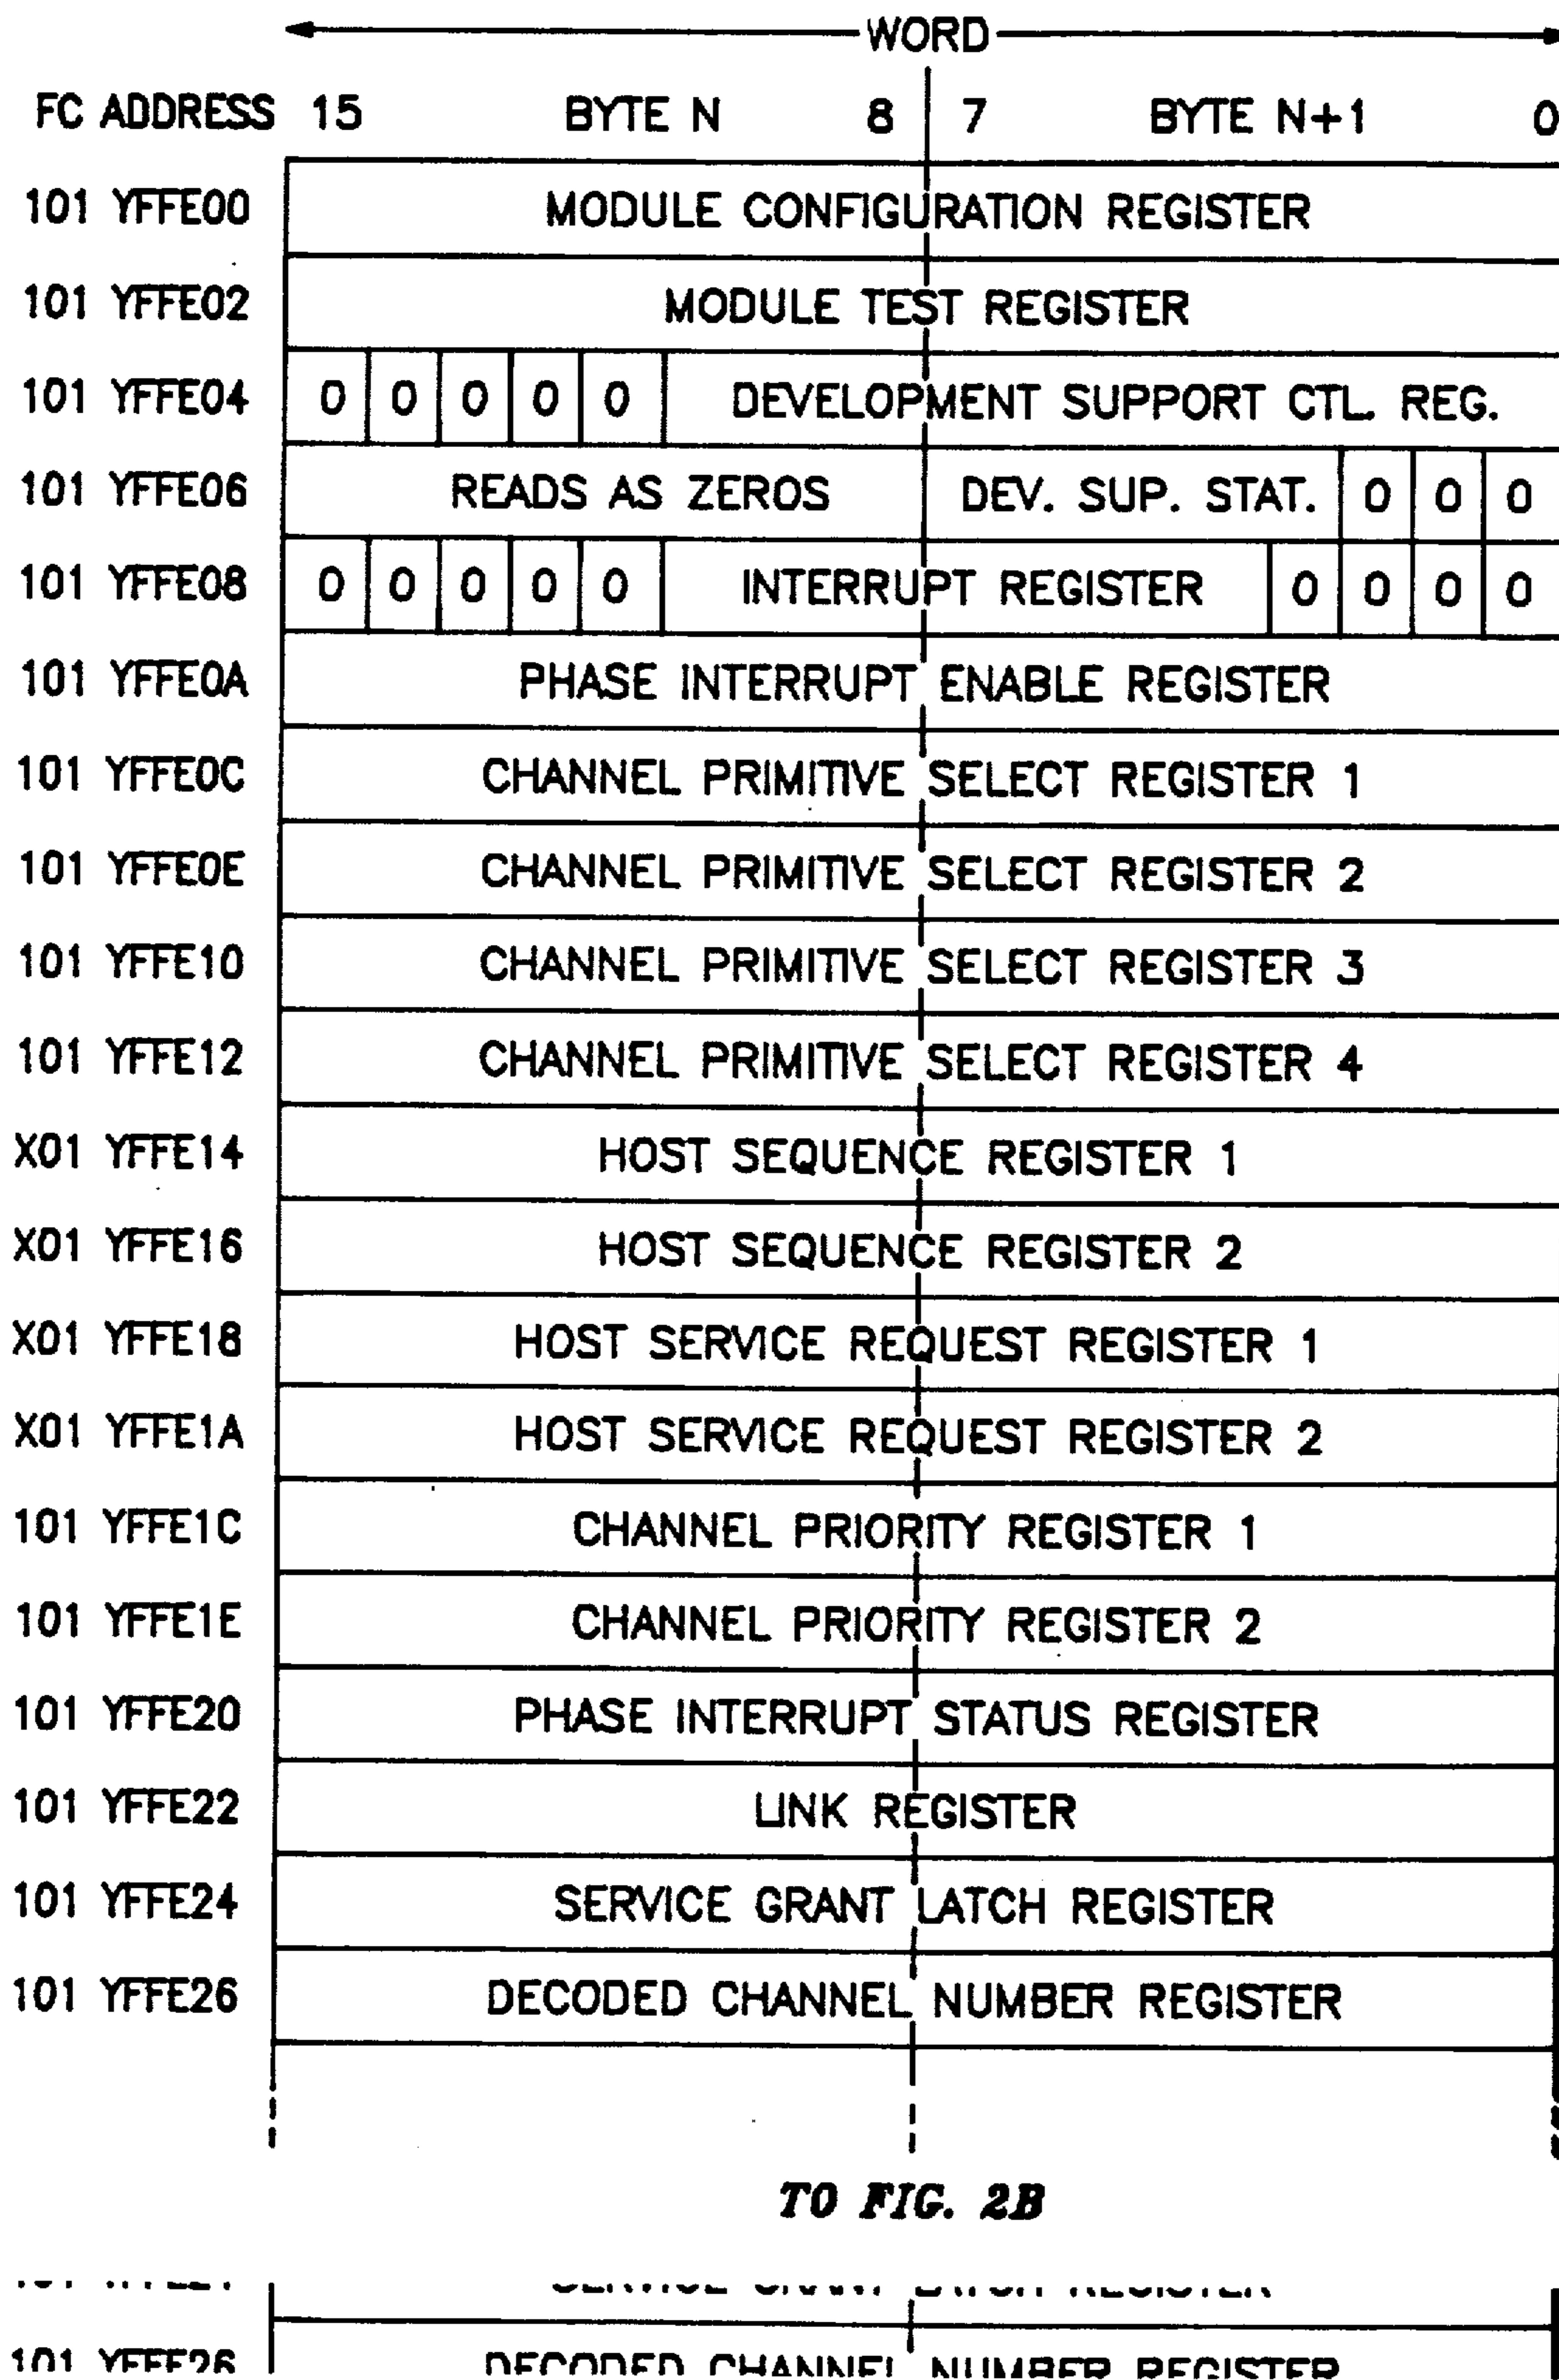 WORD
FC ADDRESS 15 BYTE N 8 7 BYTE N+1 0
101 YFFE00 MODULE CONFIGURATION REGISTER
101 YFFE02 MODULE TEST REGISTER
101 YFFE04 0 0 0 0 0 DEVELOPMENT SUPPORT CTL. REG.
101 YFFE06 READS AS ZEROS DEV. SUP. STAT. 0 0 0
101 YFFE08 0 0 0 0 0 INTERRUPT REGISTER 0 0 0 0
101 YFFE0A PHASE INTERRUPT ENABLE REGISTER
101 YFFE0C CHANNEL PRIMITIVE SELECT REGISTER 1
101 YFFE0E CHANNEL PRIMITIVE SELECT REGISTER 2
101 YFFE10 CHANNEL PRIMITIVE SELECT REGISTER 3
101 YFFE12 CHANNEL PRIMITIVE SELECT REGISTER 4
X01 YFFE14 HOST SEQUENCE REGISTER 1
X01 YFFE16 HOST SEQUENCE REGISTER 2
X01 YFFE18 HOST SERVICE REQUEST REGISTER 1
X01 YFFE1A HOST SERVICE REQUEST REGISTER 2
101 YFFE1C CHANNEL PRIORITY REGISTER 1
101 YFFE1E CHANNEL PRIORITY REGISTER 2
101 YFFE20 PHASE INTERRUPT STATUS REGISTER
101 YFFE22 LINK REGISTER
101 YFFE24 SERVICE GRANT LATCH REGISTER
101 YFFE26 DECODED CHANNEL NUMBER REGISTER
TO FIG. 2B
101 YFFE26 DECODED CHANNEL NUMBER REGISTER